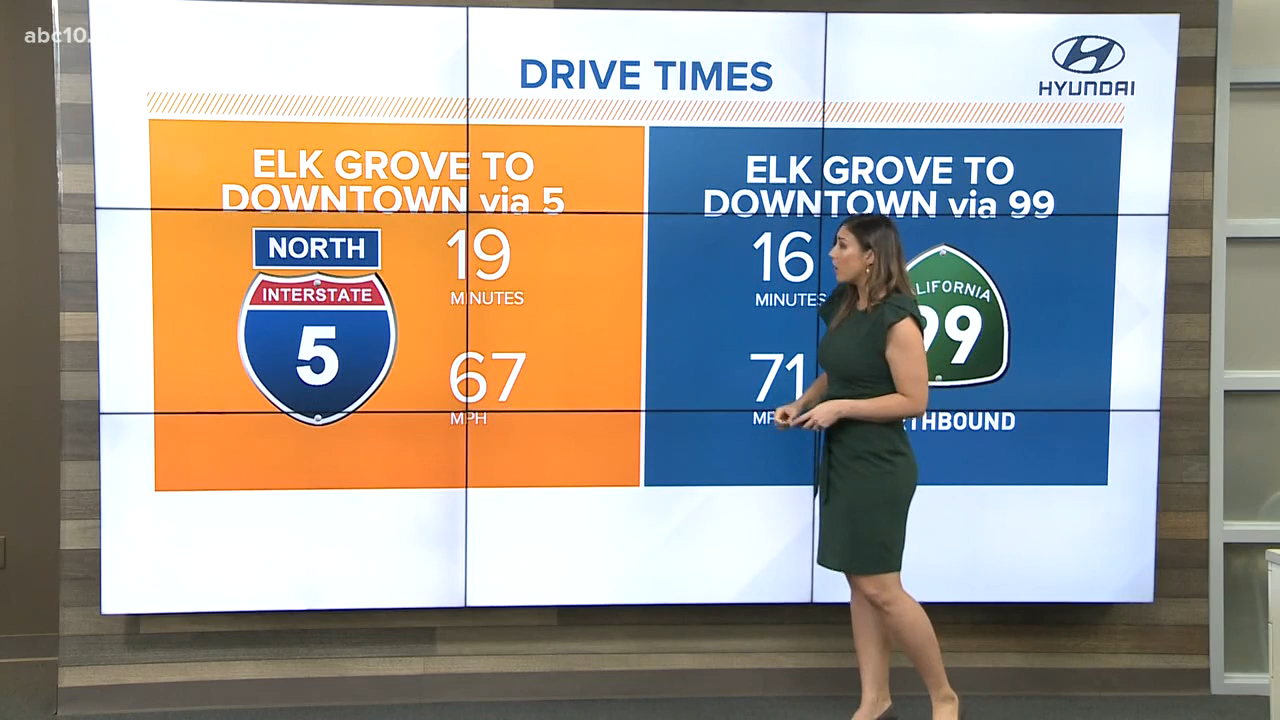 abc10.
DRIVE TIMES
HYUNDAI
ELK GROVE TO
DOWNTOWN via 5
NORTH
INTERSTATE
5
19
MINUTES
67
MPH
ELK GROVE TO
DOWNTOWN via 99
16
MINUTES
71
99